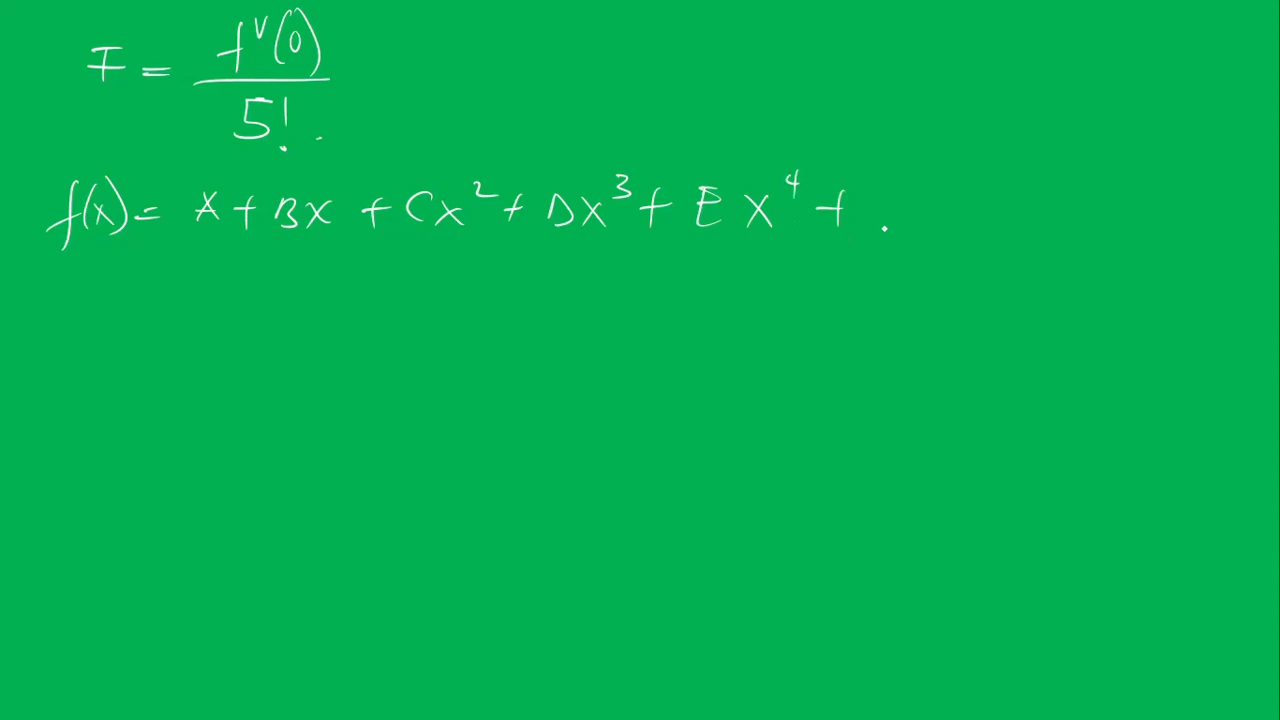 F = f^v(0) / 5! .
f(x) = A + Bx + Cx^2 + Dx^3 + Ex^4 + .